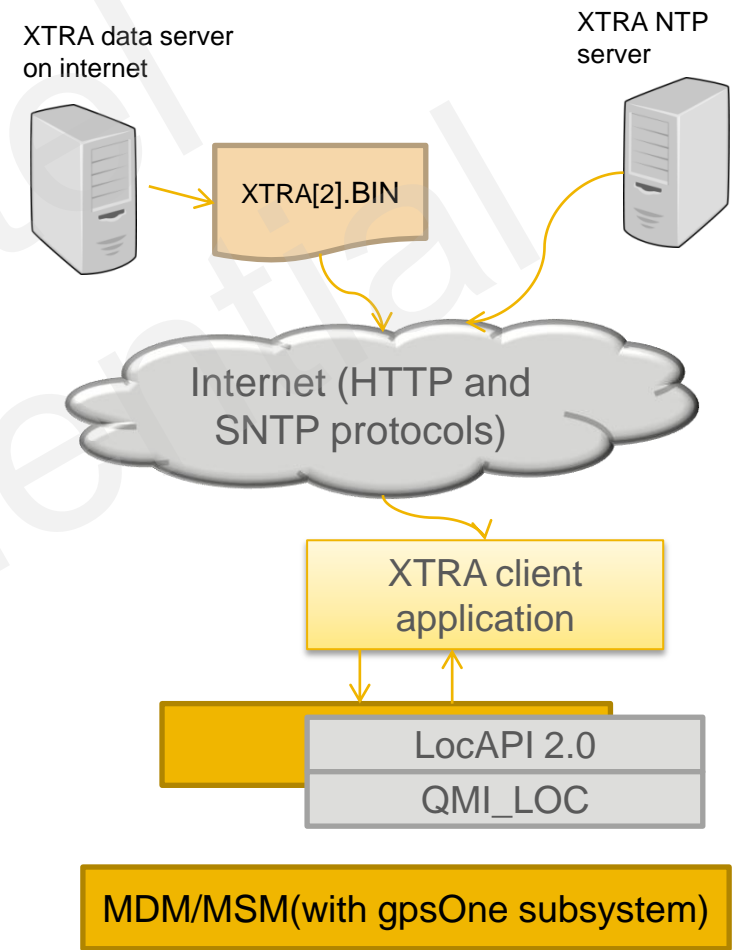 XTRA data server
on internet
XTRA NTP
server
XTRA[2].BIN
Internet (HTTP and
SNTP protocols)
XTRA client
application
LocAPI 2.0
QMI_LOC
MDM/MSM(with gpsOne subsystem)